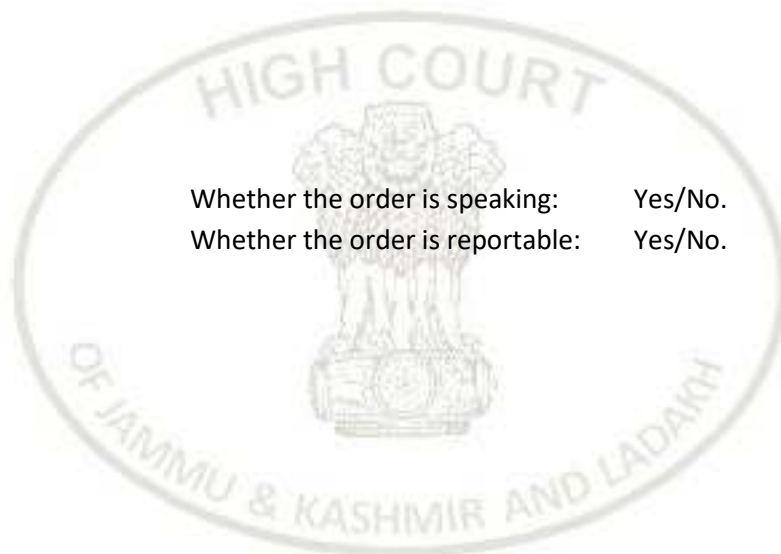 HIGH COURT
Whether the order is speaking: Yes/No.
Whether the order is reportable: Yes/No.
OF JAMMU & KASHMIR AND LADAKH